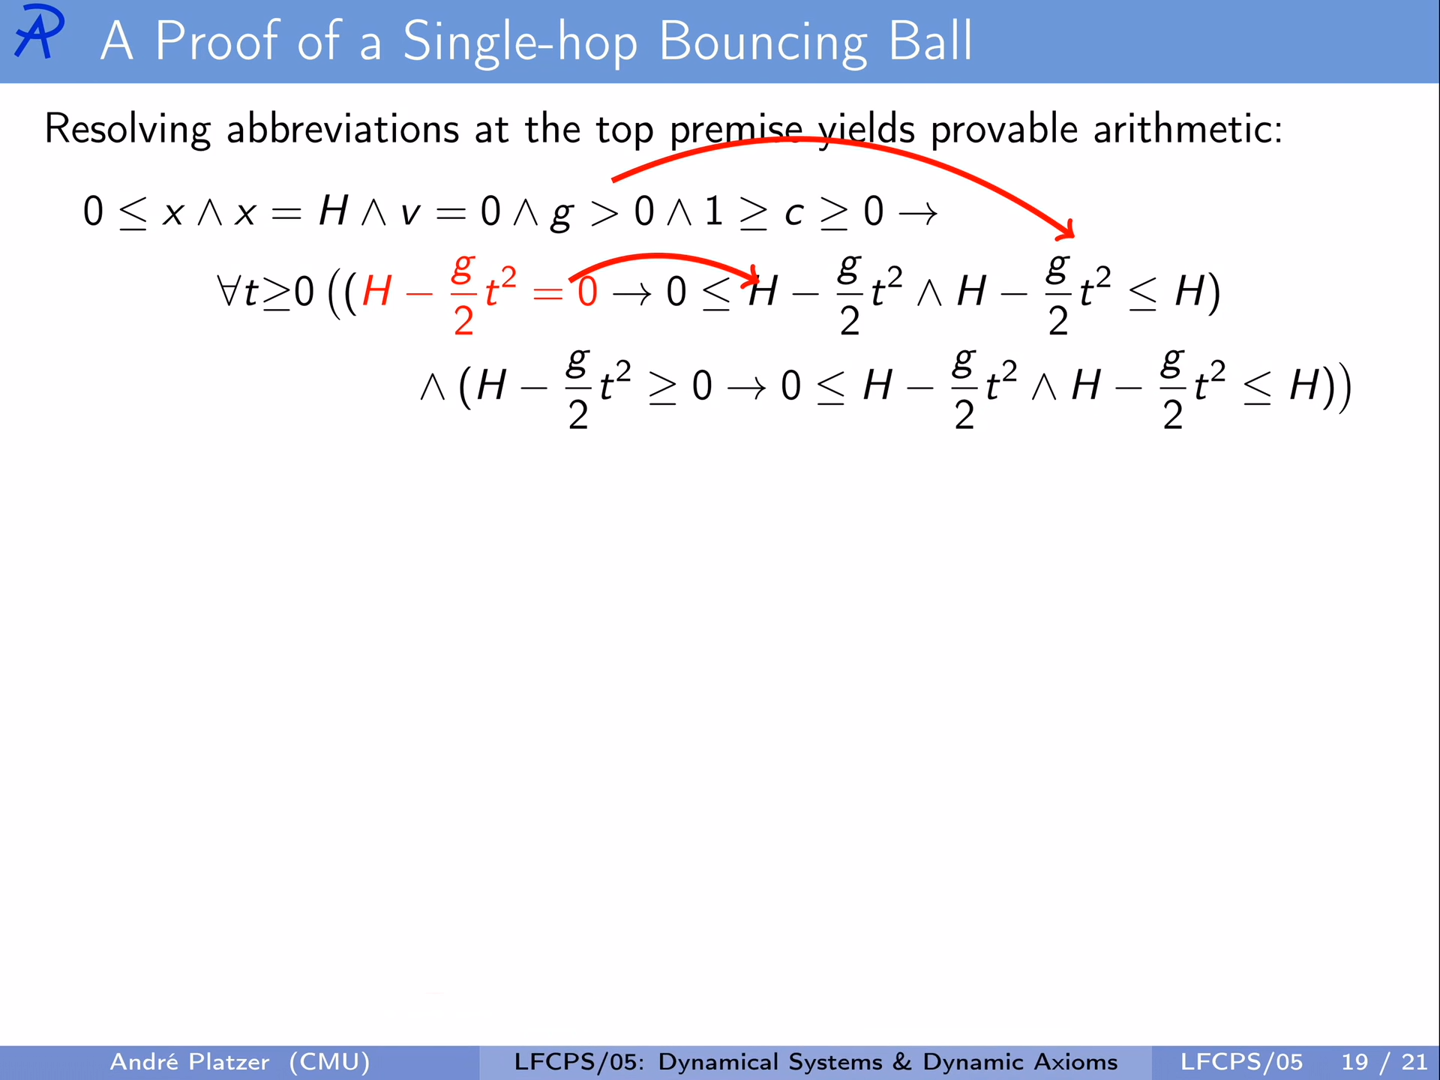 A Proof of a Single-hop Bouncing Ball
Resolving abbreviations at the top premise yields provable arithmetic:
0 ≤ x ∧ x = H ∧ v = 0 ∧ g > 0 ∧ 1 ≥ c ≥ 0 →
∀t≥0 ((H − g/2 t² = 0 → 0 ≤ H − g/2 t² ∧ H − g/2 t² ≤ H)
∧ (H − g/2 t² ≥ 0 → 0 ≤ H − g/2 t² ∧ H − g/2 t² ≤ H))
André Platzer (CMU) LFCPS/05: Dynamical Systems & Dynamic Axioms LFCPS/05 19 / 21